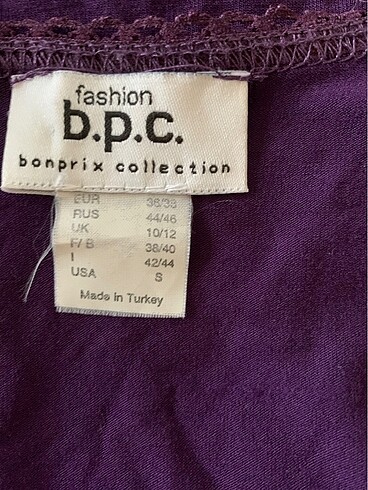 fashion
b.p.c.
bonprix collection
EUR 36/38
RUS 44/46
UK 10/12
F/B 38/40
I 42/44
USA S
Made in Turkey